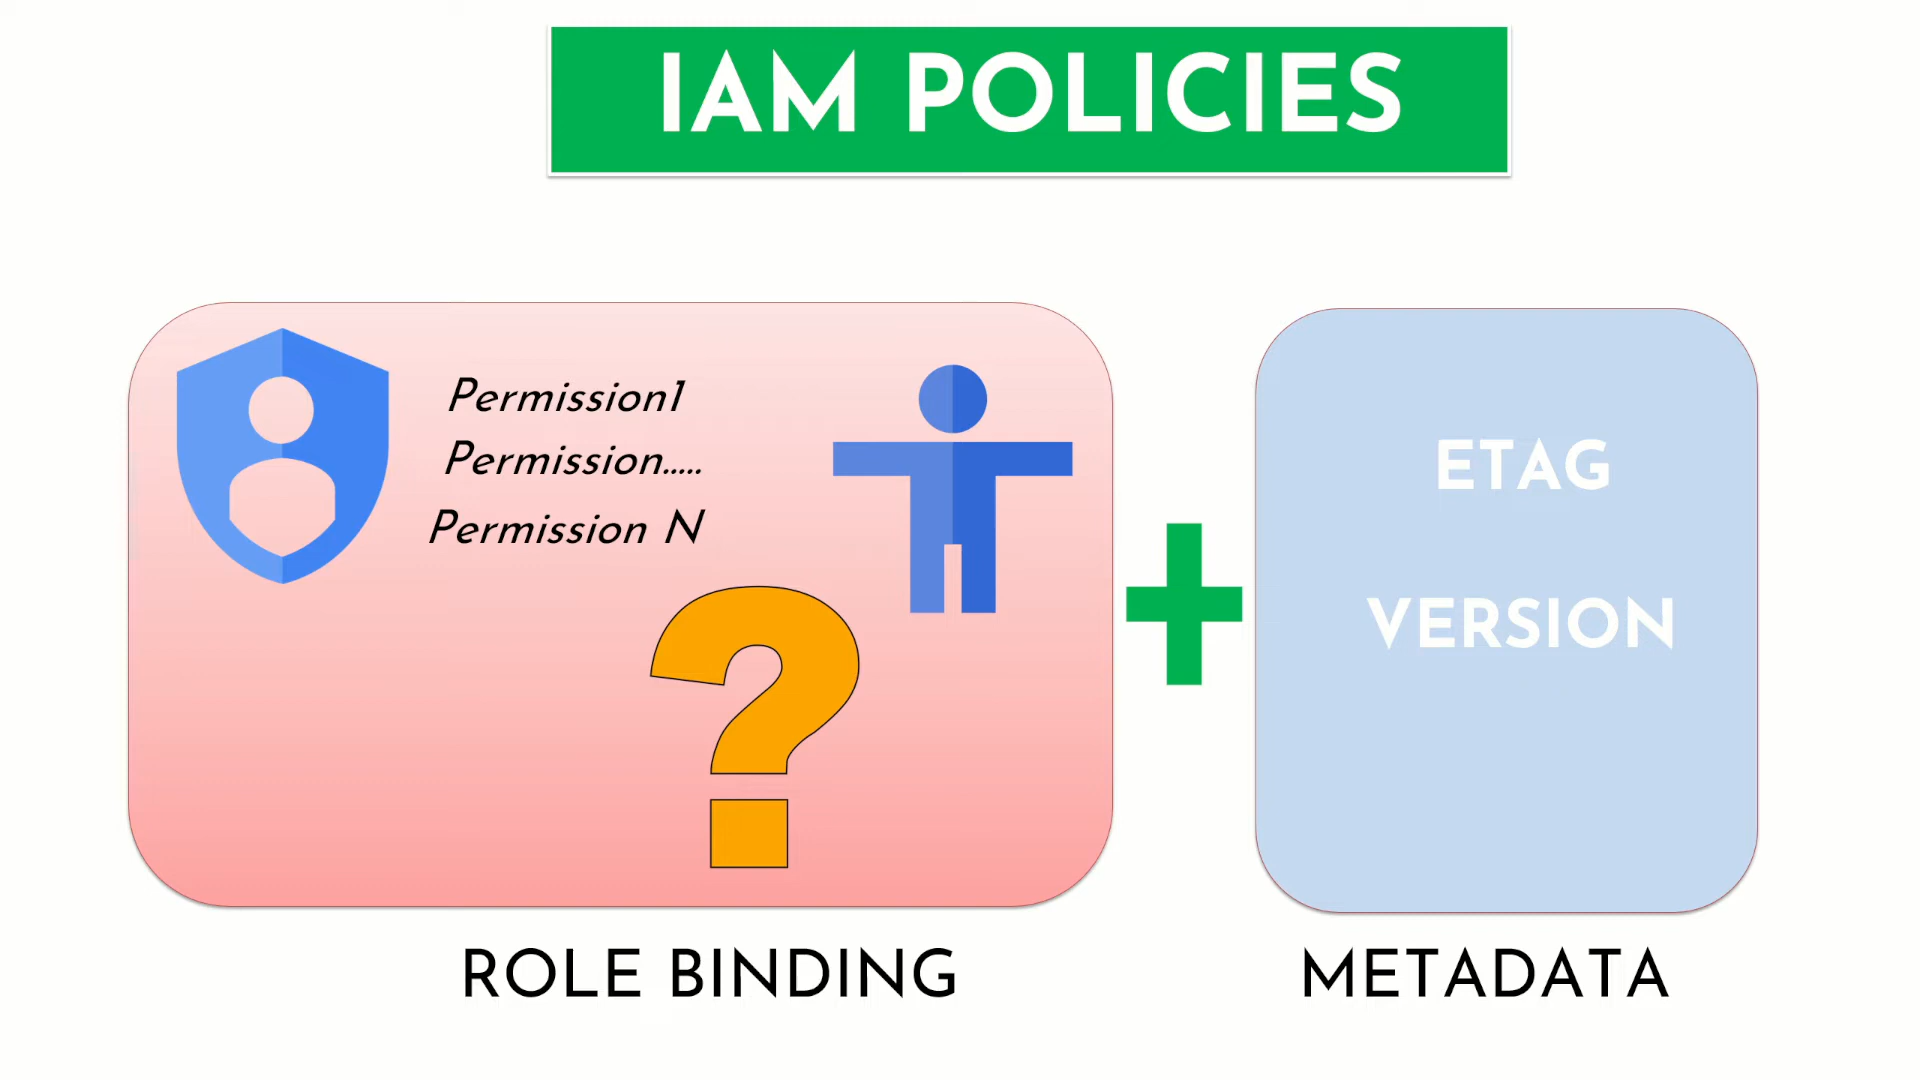 IAM POLICIES
Permission1
Permission.....
Permission N
?
ETAG
VERSION
ROLE BINDING
METADATA